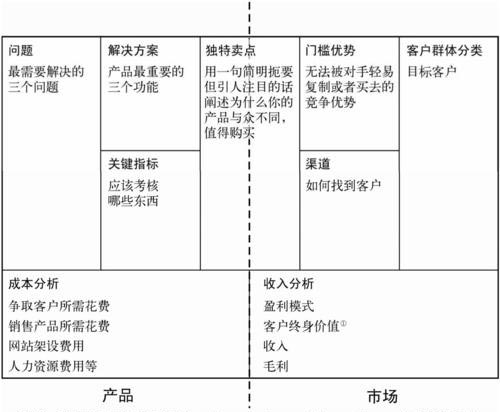 问题
最需要解决的
三个问题
解决方案
产品最重要的
三个功能
关键指标
应该考核
哪些东西
独特卖点
用一句简明扼要
但引人注目的话
阐述为什么你的
产品与众不同，
值得购买
门槛优势
无法被对手轻易
复制或者买去的
竞争优势
渠道
如何找到客户
客户群体分类
目标客户
成本分析
争取客户所需花费
销售产品所需花费
网站架设费用
人力资源费用等
收入分析
盈利模式
客户终身价值①
收入
毛利
产品
市场